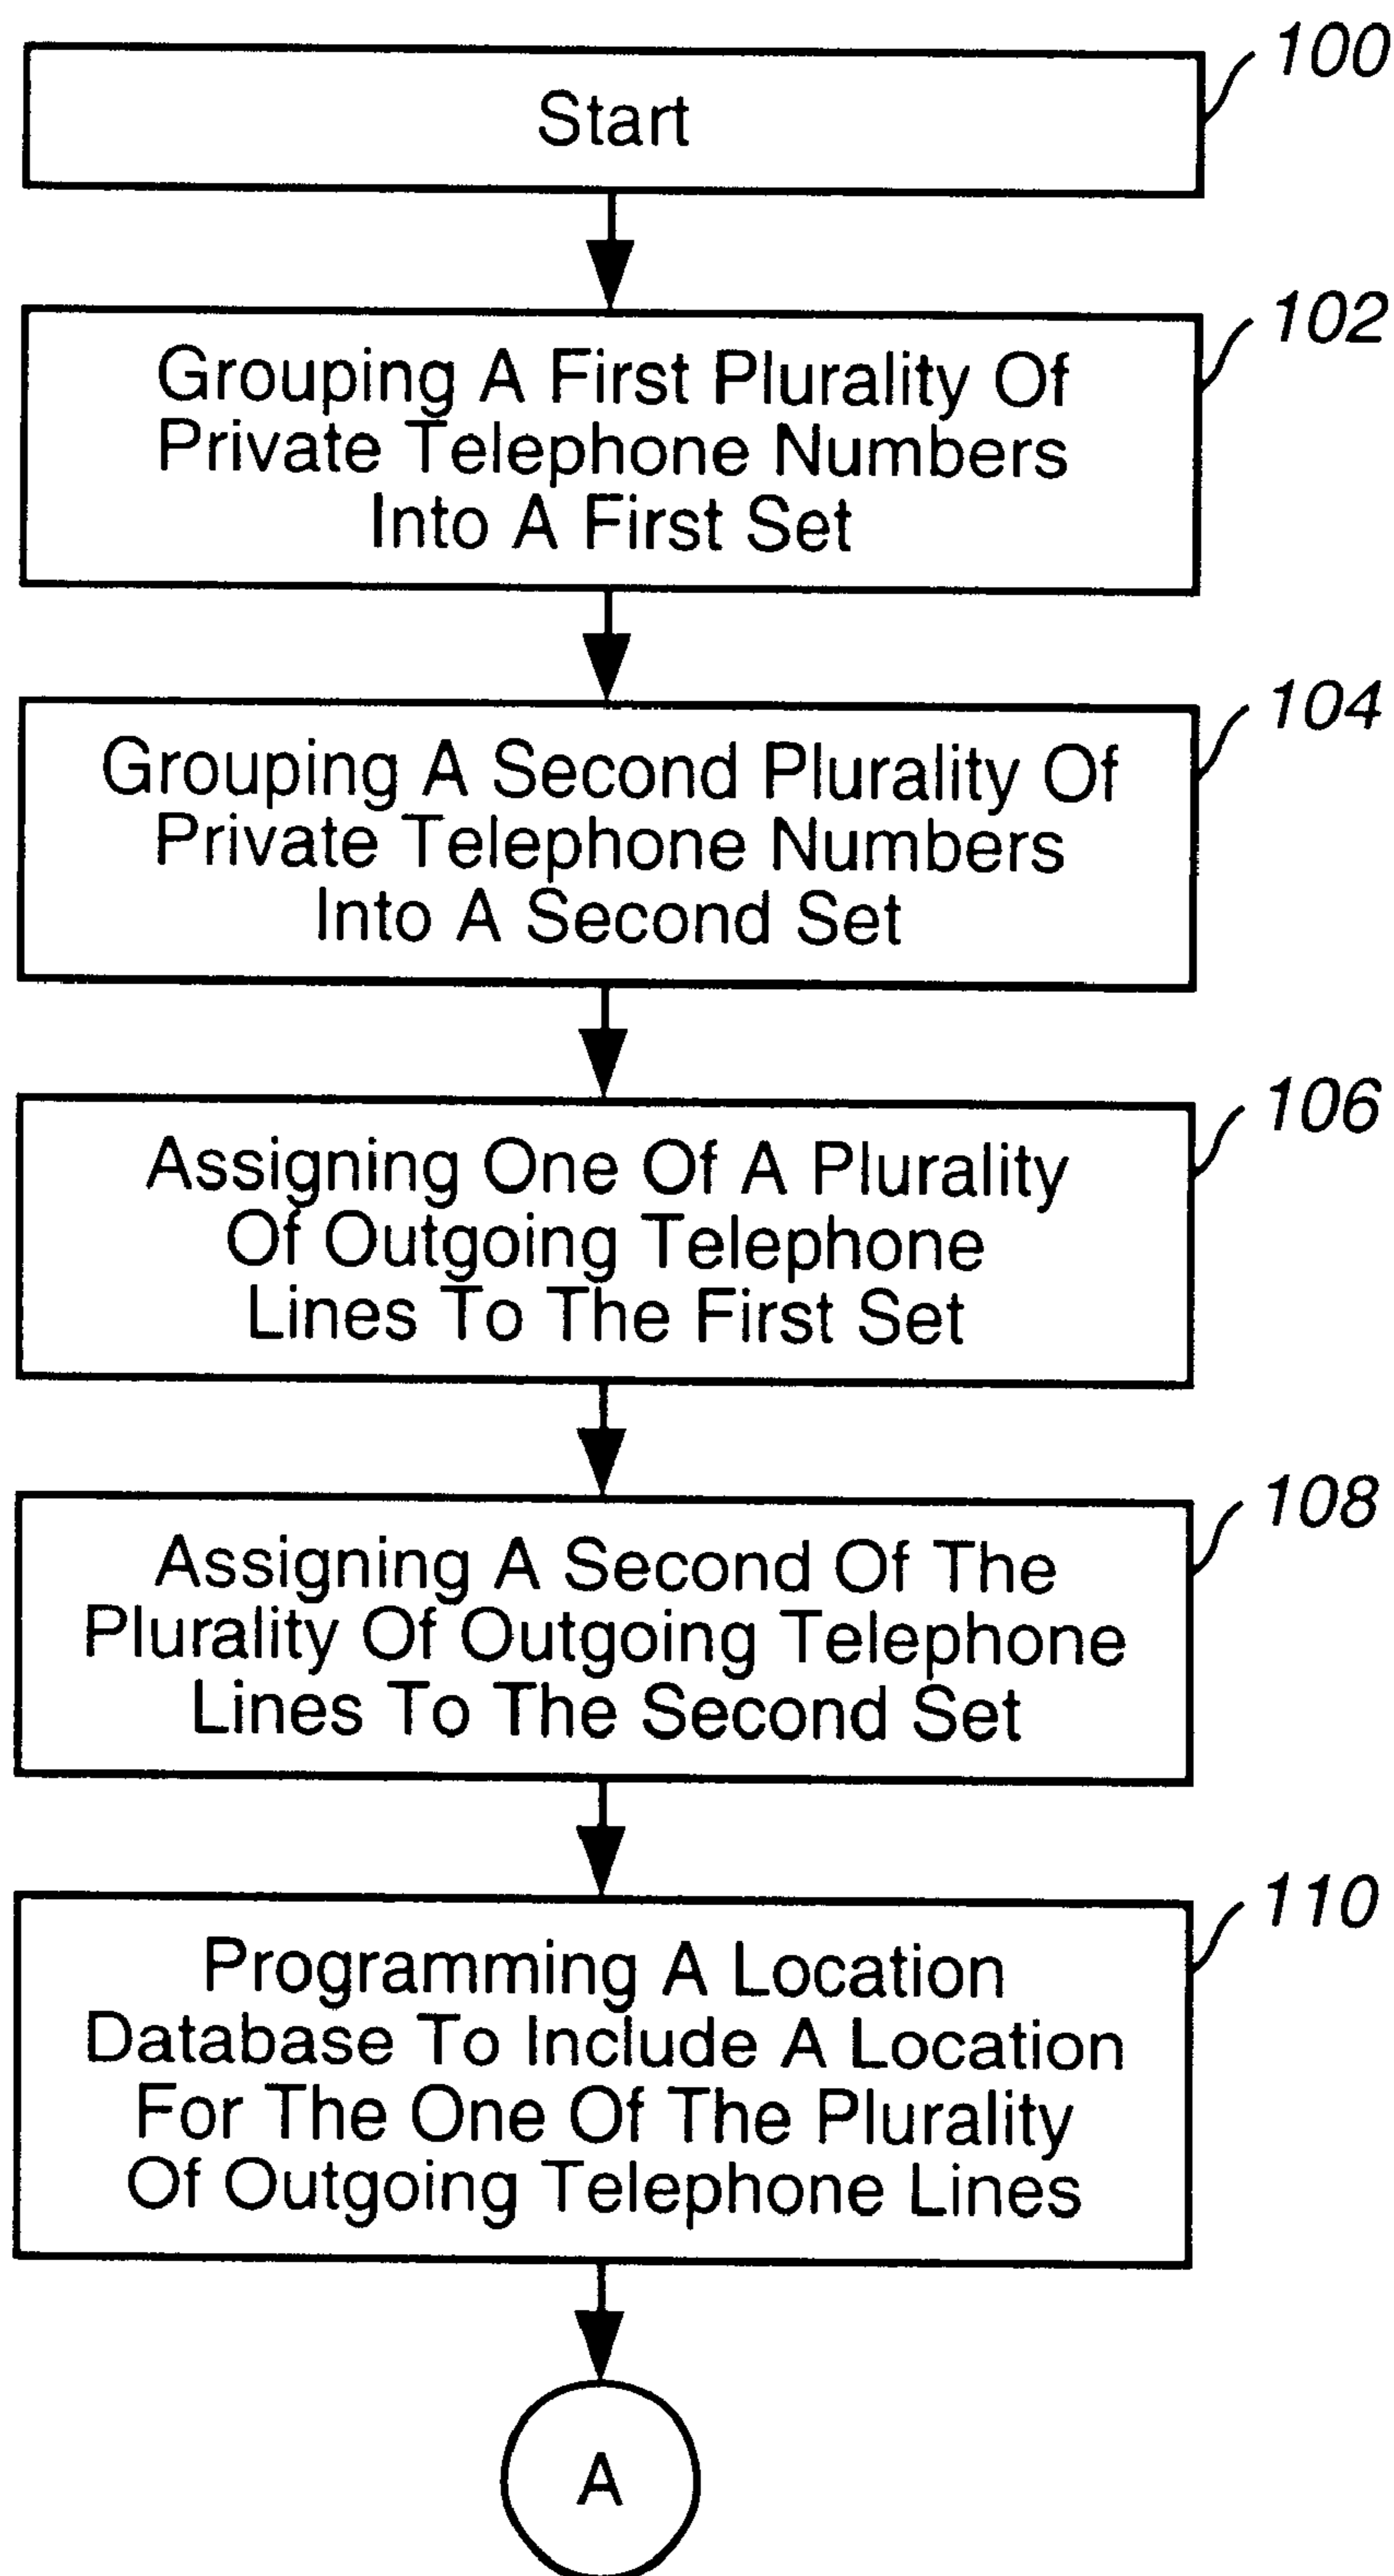 100
Start
102
Grouping A First Plurality Of
Private Telephone Numbers
Into A First Set
104
Grouping A Second Plurality Of
Private Telephone Numbers
Into A Second Set
106
Assigning One Of A Plurality
Of Outgoing Telephone
Lines To The First Set
108
Assigning A Second Of The
Plurality Of Outgoing Telephone
Lines To The Second Set
110
Programming A Location
Database To Include A Location
For The One Of The Plurality
Of Outgoing Telephone Lines
A